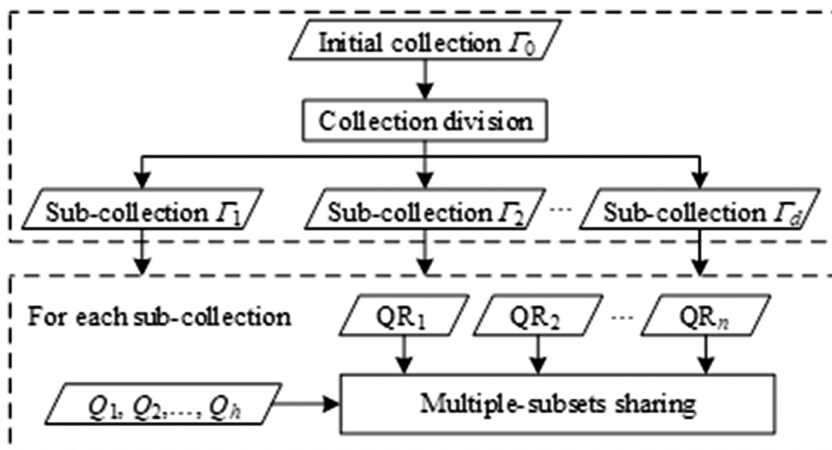 Initial collection Γ0
Collection division
Sub-collection Γ1 Sub-collection Γ2 ... Sub-collection Γd
For each sub-collection
QR1 QR2 ... QRn
Q1, Q2,..., Qh
Multiple-subsets sharing